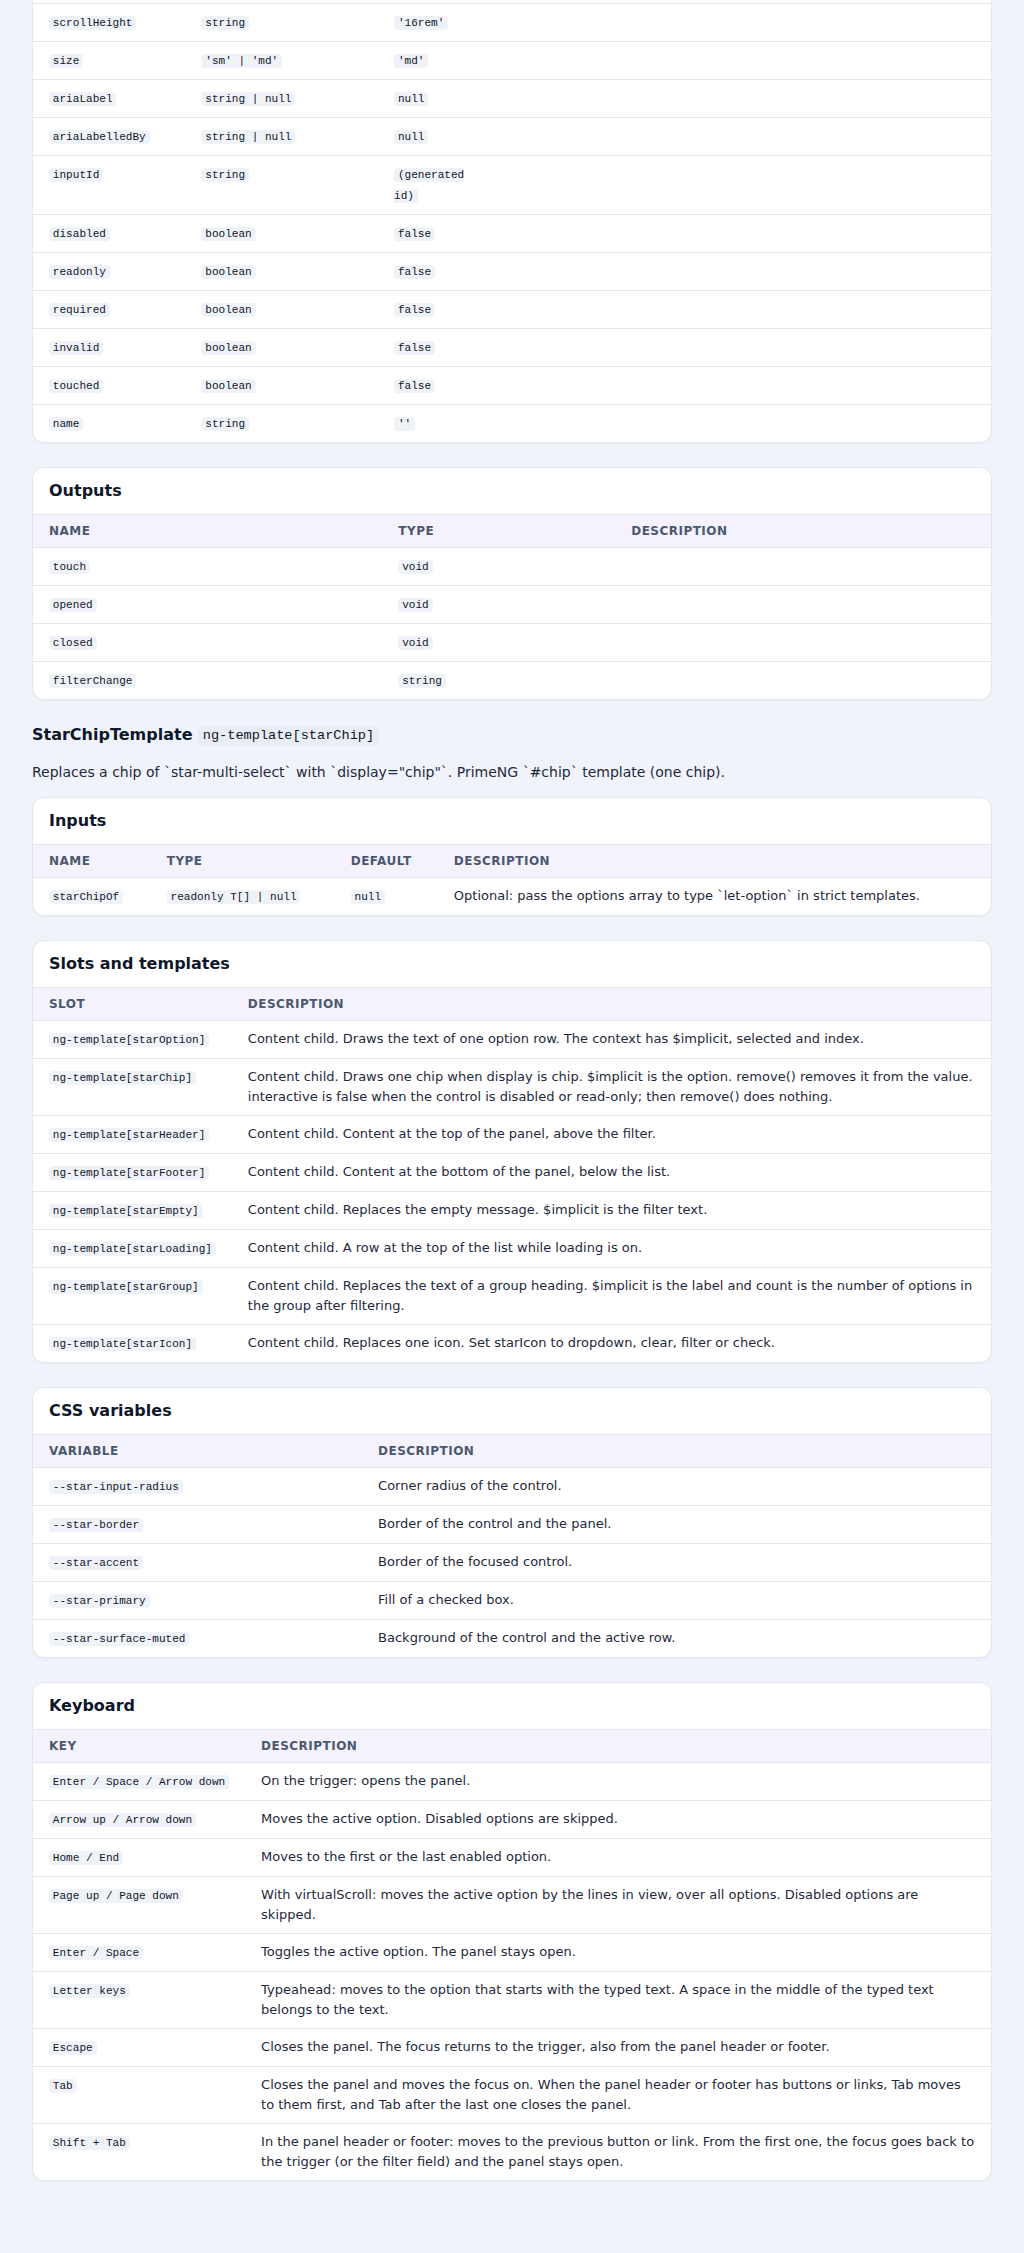 scrollHeight string '16rem'
size 'sm' | 'md' 'md'
ariaLabel string | null null
ariaLabelledBy string | null null
inputId string (generated
id)
disabled boolean false
readonly boolean false
required boolean false
invalid boolean false
touched boolean false
name string ''
Outputs
NAME TYPE DESCRIPTION
touch void
opened void
closed void
filterChange string
StarChipTemplate ng-template[starChip]
Replaces a chip of `star-multi-select` with `display="chip"`. PrimeNG `#chip` template (one chip).
Inputs
NAME TYPE DEFAULT DESCRIPTION
starChipOf readonly T[] | null null Optional: pass the options array to type `let-option` in strict templates.
Slots and templates
SLOT DESCRIPTION
ng-template[starOption] Content child. Draws the text of one option row. The context has $implicit, selected and index.
ng-template[starChip] Content child. Draws one chip when display is chip. $implicit is the option. remove() removes it from the value.
interactive is false when the control is disabled or read-only; then remove() does nothing.
ng-template[starHeader] Content child. Content at the top of the panel, above the filter.
ng-template[starFooter] Content child. Content at the bottom of the panel, below the list.
ng-template[starEmpty] Content child. Replaces the empty message. $implicit is the filter text.
ng-template[starLoading] Content child. A row at the top of the list while loading is on.
ng-template[starGroup] Content child. Replaces the text of a group heading. $implicit is the label and count is the number of options in
the group after filtering.
ng-template[starIcon] Content child. Replaces one icon. Set starIcon to dropdown, clear, filter or check.
CSS variables
VARIABLE DESCRIPTION
--star-input-radius Corner radius of the control.
--star-border Border of the control and the panel.
--star-accent Border of the focused control.
--star-primary Fill of a checked box.
--star-surface-muted Background of the control and the active row.
Keyboard
KEY DESCRIPTION
Enter / Space / Arrow down On the trigger: opens the panel.
Arrow up / Arrow down Moves the active option. Disabled options are skipped.
Home / End Moves to the first or the last enabled option.
Page up / Page down With virtualScroll: moves the active option by the lines in view, over all options. Disabled options are
skipped.
Enter / Space Toggles the active option. The panel stays open.
Letter keys Typeahead: moves to the option that starts with the typed text. A space in the middle of the typed text
belongs to the text.
Escape Closes the panel. The focus returns to the trigger, also from the panel header or footer.
Tab Closes the panel and moves the focus on. When the panel header or footer has buttons or links, Tab moves
to them first, and Tab after the last one closes the panel.
Shift + Tab In the panel header or footer: moves to the previous button or link. From the first one, the focus goes back to
the trigger (or the filter field) and the panel stays open.